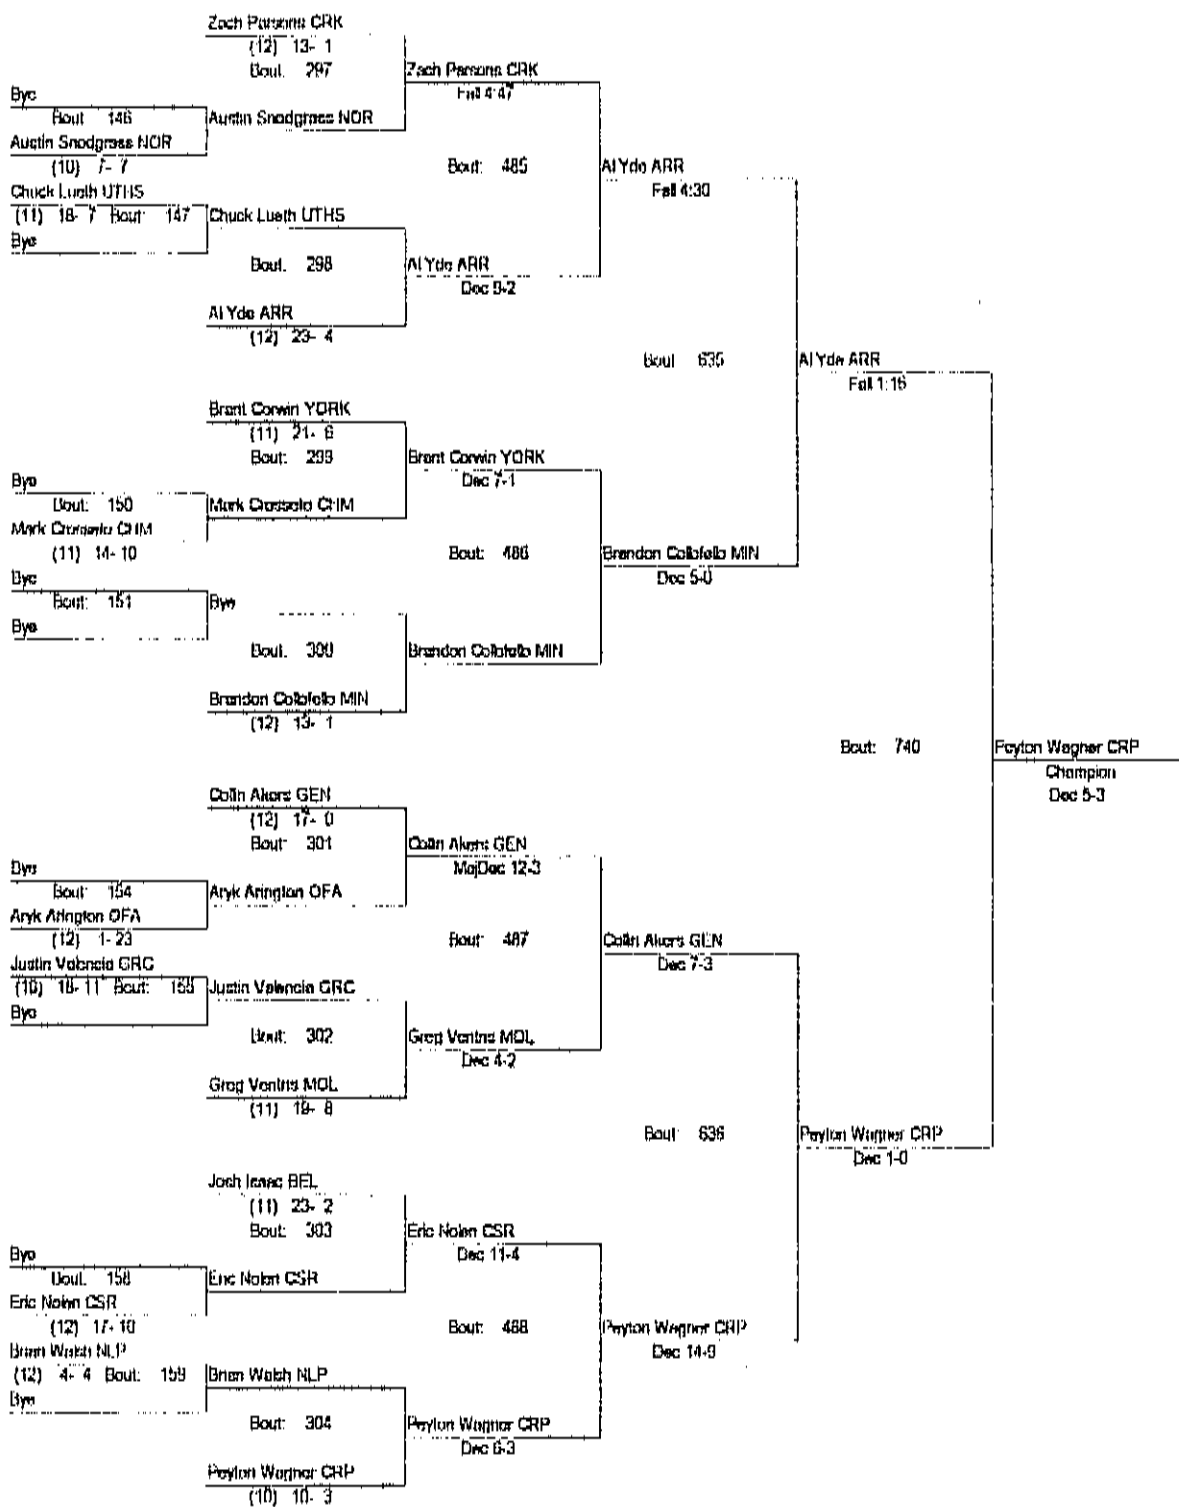 Zach Parsons CRK
(12) 13- 1
Bout: 297
Zach Parsons CRK
Fall 4:47
Bye
Bout 146
Austin Snodgrass NOR
Austin Snodgrass NOR
(10) 7- 7
Bout: 485
Al Yde ARR
Fall 4:30
Chuck Lueth UTHS
(11) 18- 7 Bout: 147
Chuck Lueth UTHS
Bye
Bout: 298
Al Yde ARR
Dec 9-2
Al Yde ARR
(12) 23- 4
Bout 635
Al Yde ARR
Fall 1:16
Brent Corwin YORK
(11) 21- 6
Bout: 299
Brent Corwin YORK
Dec 7-1
Bye
Bout: 150
Mark CHM
Mark CHM
(11) 14- 10
Bout: 486
Brandon Collofello MIN
Dec 5-0
Bye
Bout: 151
Bye
Bye
Bout: 300
Brandon Collofello MIN
Brandon Collofello MIN
(12) 13- 1
Bout: 740
Peyton Wagner CRP
Champion
Dec 5-3
Colin Akers GEN
(12) 17- 0
Bout: 301
Colin Akers GEN
MajDec 12-3
Bye
Bout: 154
Aryk Arington OFA
Aryk Arington OFA
(12) 1- 23
Bout: 487
Colin Akers GEN
Dec 7-3
Justin Valencia GRC
(10) 18- 11 Bout: 155
Justin Valencia GRC
Bye
Bout: 302
Greg Ventris MOL
Dec 4-2
Greg Ventris MOL
(11) 19- 8
Bout: 636
Peyton Wagner CRP
Dec 1-0
Josh Isaac BEL
(11) 23- 2
Bout: 303
Eric Nolen CSR
Dec 11-4
Bye
Bout: 158
Eric Nolen CSR
Eric Nolen CSR
(12) 17- 10
Bout: 488
Peyton Wagner CRP
Dec 14-9
Brian Walsh NLP
(12) 4- 4 Bout: 159
Brian Walsh NLP
Bye
Bout: 304
Peyton Wagner CRP
Dec 6-3
Peyton Wagner CRP
(10) 10- 3